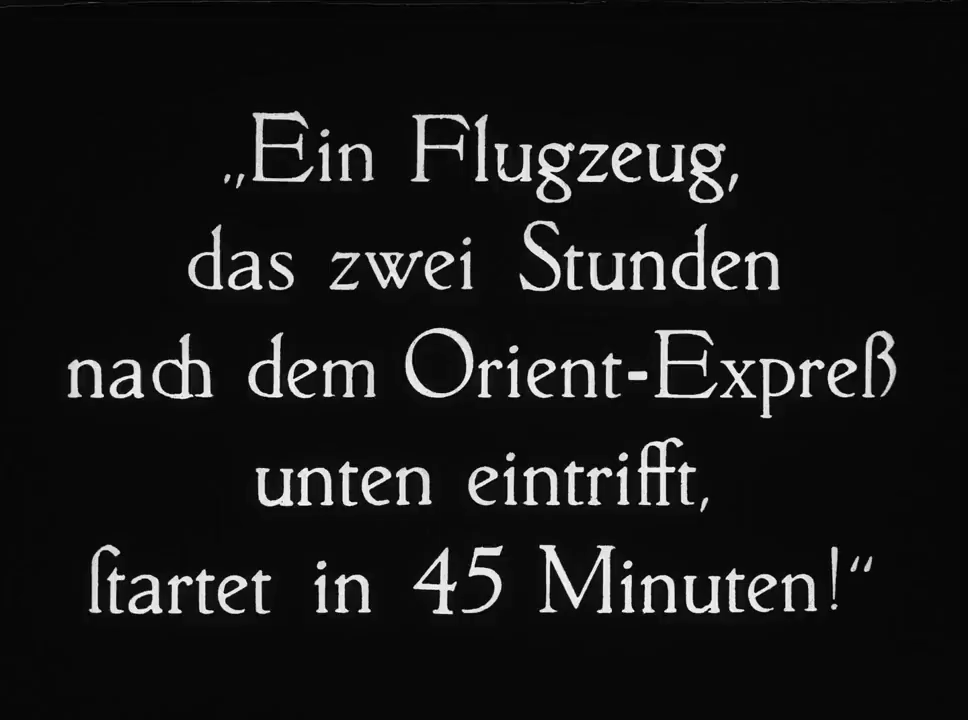 „Ein Flugzeug,
das zwei Stunden
nach dem Orient-Expreß
unten eintrifft,
ſtartet in 45 Minuten!“